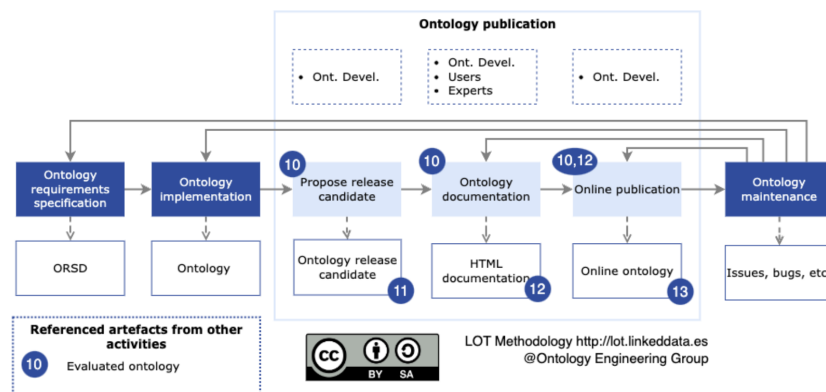 Ontology publication
• Ont. Devel.
• Ont. Devel.
• Users
• Experts
• Ont. Devel.
10
10
10,12
Ontology
requirements
specification
Ontology
implementation
Propose release
candidate
Ontology
documentation
Online publication
Ontology
maintenance
ORSD
Ontology
Ontology release
candidate
11
HTML
documentation
12
Online ontology
13
Issues, bugs, etc
Referenced artefacts from other
activities
10
Evaluated ontology
cc
BY SA
LOT Methodology http://lot.linkeddata.es
@Ontology Engineering Group